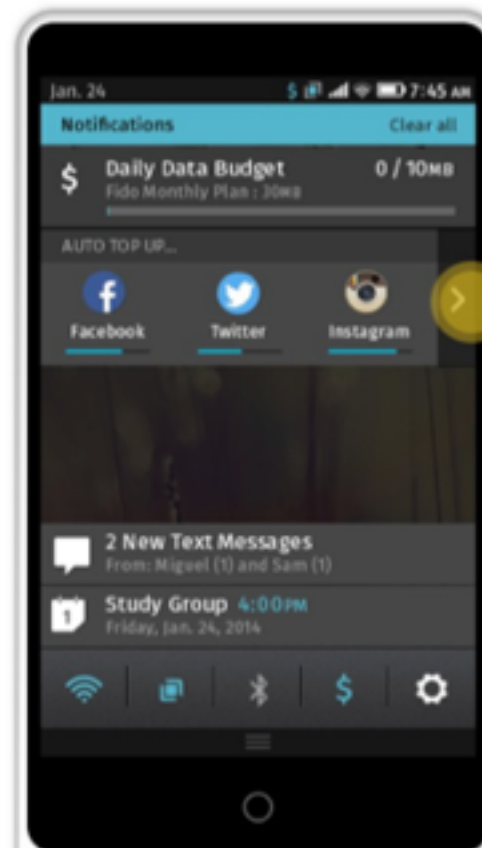 Jan. 24 $ 7:45 AM
Notifications Clear all
$ Daily Data Budget 0 / 10MB
Fido Monthly Plan : 30MB
AUTO TOP UP...
f
Facebook Twitter Instagram
2 New Text Messages
From: Miguel (1) and Sam (1)
1 Study Group 4:00PM
Friday, Jan. 24, 2014
$